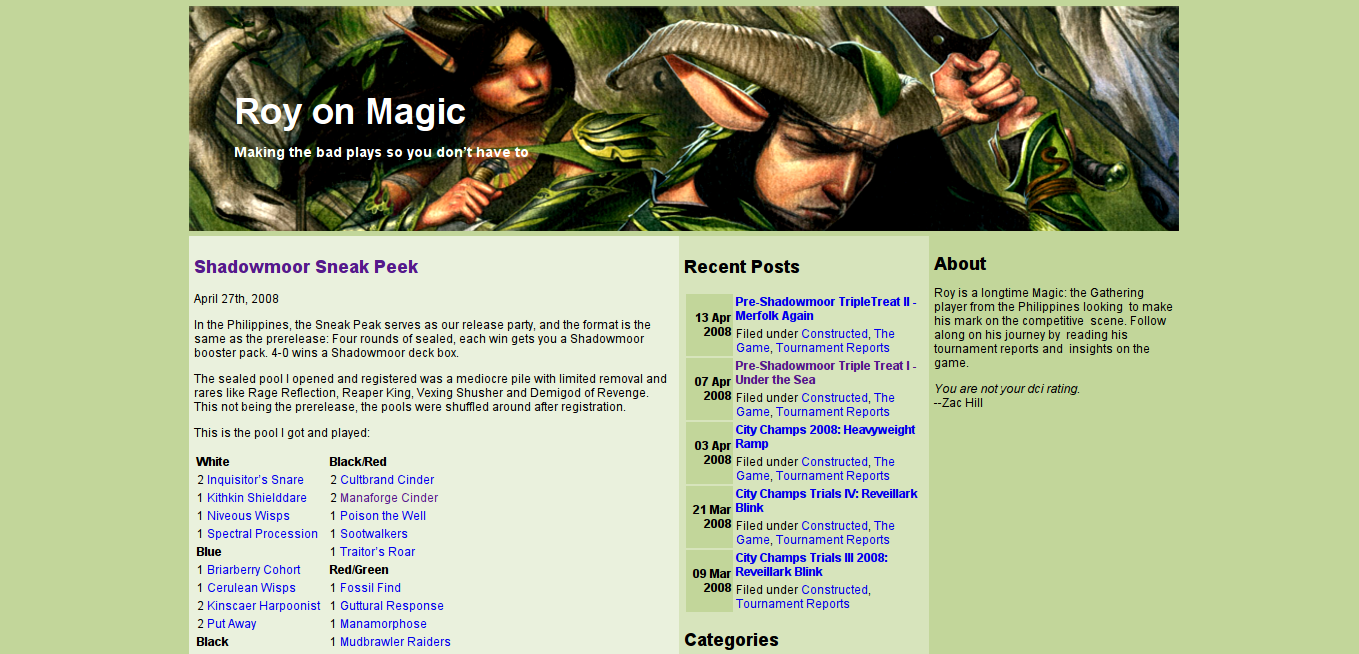 Roy on Magic
Making the bad plays so you don't have to
Shadowmoor Sneak Peek
April 27th, 2008
In the Philippines, the Sneak Peak serves as our release party, and the format is the
same as the prerelease: Four rounds of sealed, each win gets you a Shadowmoor
booster pack. 4-0 wins a Shadowmoor deck box.
The sealed pool I opened and registered was a mediocre pile with limited removal and
rares like Rage Reflection, Reaper King, Vexing Shusher and Demigod of Revenge.
This not being the prerelease, the pools were shuffled around after registration.
This is the pool I got and played:
White
2 Inquisitor's Snare
1 Kithkin Shielddare
1 Niveous Wisps
1 Spectral Procession
Blue
1 Briarberry Cohort
1 Cerulean Wisps
2 Kinscaer Harpoonist
2 Put Away
Black
Black/Red
2 Cultbrand Cinder
2 Manaforge Cinder
1 Poison the Well
1 Sootwalkers
1 Traitor's Roar
Red/Green
1 Fossil Find
1 Guttural Response
1 Manamorphose
1 Mudbrawler Raiders
Recent Posts
13 Apr
2008
Pre-Shadowmoor TripleTreat II -
Merfolk Again
Filed under Constructed, The
Game, Tournament Reports
07 Apr
2008
Pre-Shadowmoor Triple Treat I -
Under the Sea
Filed under Constructed, The
Game, Tournament Reports
03 Apr
2008
City Champs 2008: Heavyweight
Ramp
Filed under Constructed, The
Game, Tournament Reports
21 Mar
2008
City Champs Trials IV: Reveillark
Blink
Filed under Constructed, The
Game, Tournament Reports
09 Mar
2008
City Champs Trials III 2008:
Reveillark Blink
Filed under Constructed,
Tournament Reports
Categories
About
Roy is a longtime Magic: the Gathering
player from the Philippines looking to make
his mark on the competitive scene. Follow
along on his journey by reading his
tournament reports and insights on the
game.
You are not your dci rating.
--Zac Hill